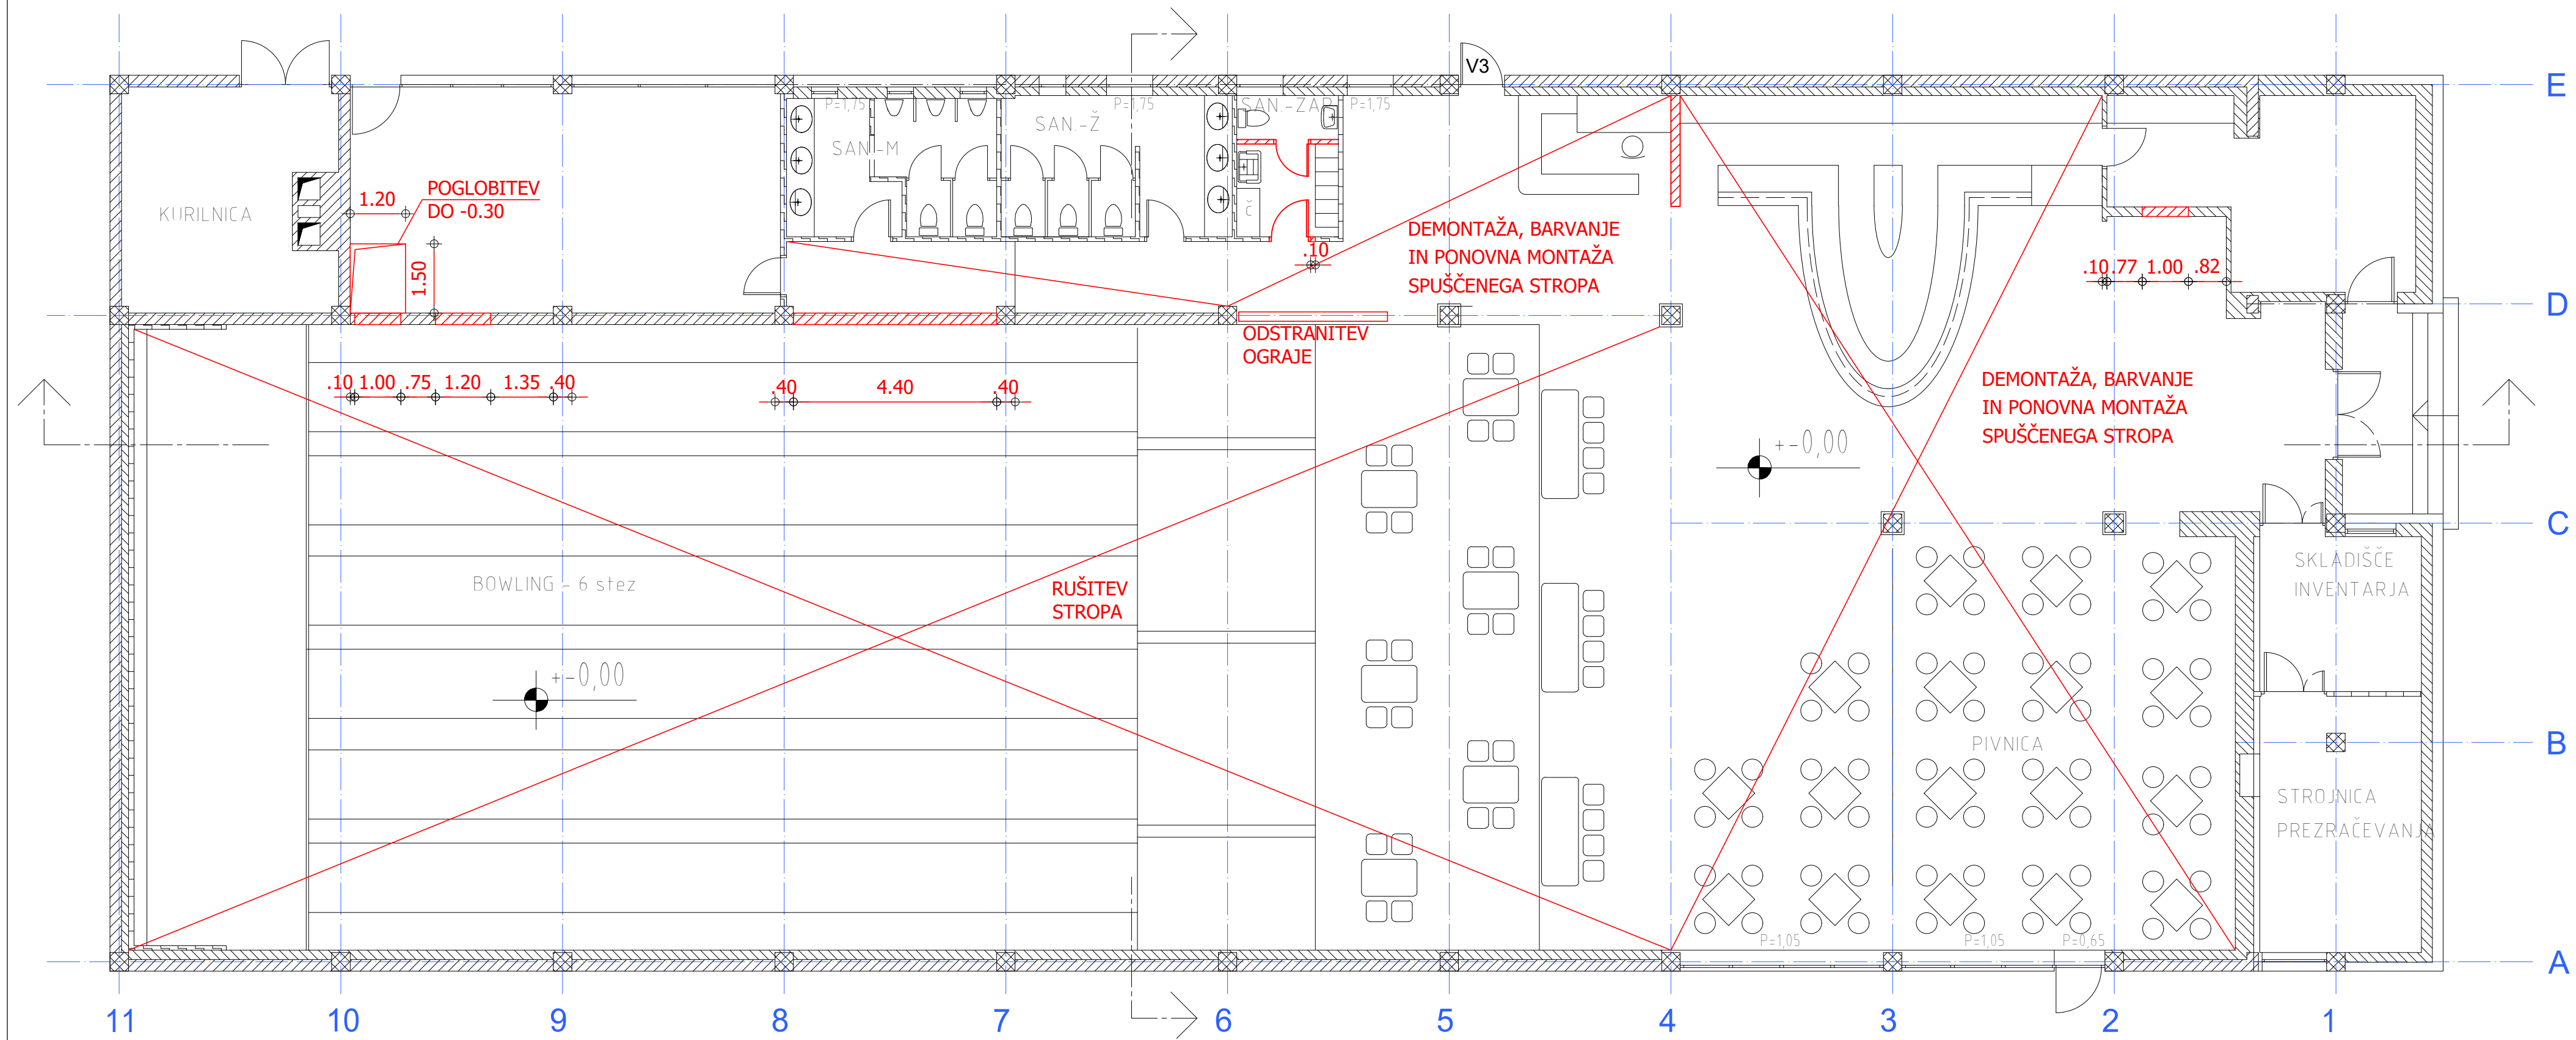 V3
E
P=1,75
P=1,75
SAN.-ZAP.
P=1,75
SAN.-Ž
SAN.-M
KURILNICA
1.20
POGLOBITEV
DO -0.30
1.50
Č
.10
DEMONTAŽA, BARVANJE
IN PONOVNA MONTAŽA
SPUŠČENEGA STROPA
.10 .77 1.00 .82
D
ODSTRANITEV
OGRAJE
.10 1.00 .75 1.20 1.35 .40
.40 4.40 .40
DEMONTAŽA, BARVANJE
IN PONOVNA MONTAŽA
SPUŠČENEGA STROPA
+-0,00
C
BOWLING - 6 stez
RUŠITEV
STROPA
SKLADIŠČE
INVENTARJA
+-0,00
PIVNICA
B
STROJNICA
PREZRAČEVANJA
P=1,05
P=1,05
P=0,65
A
11 10 9 8 7 6 5 4 3 2 1